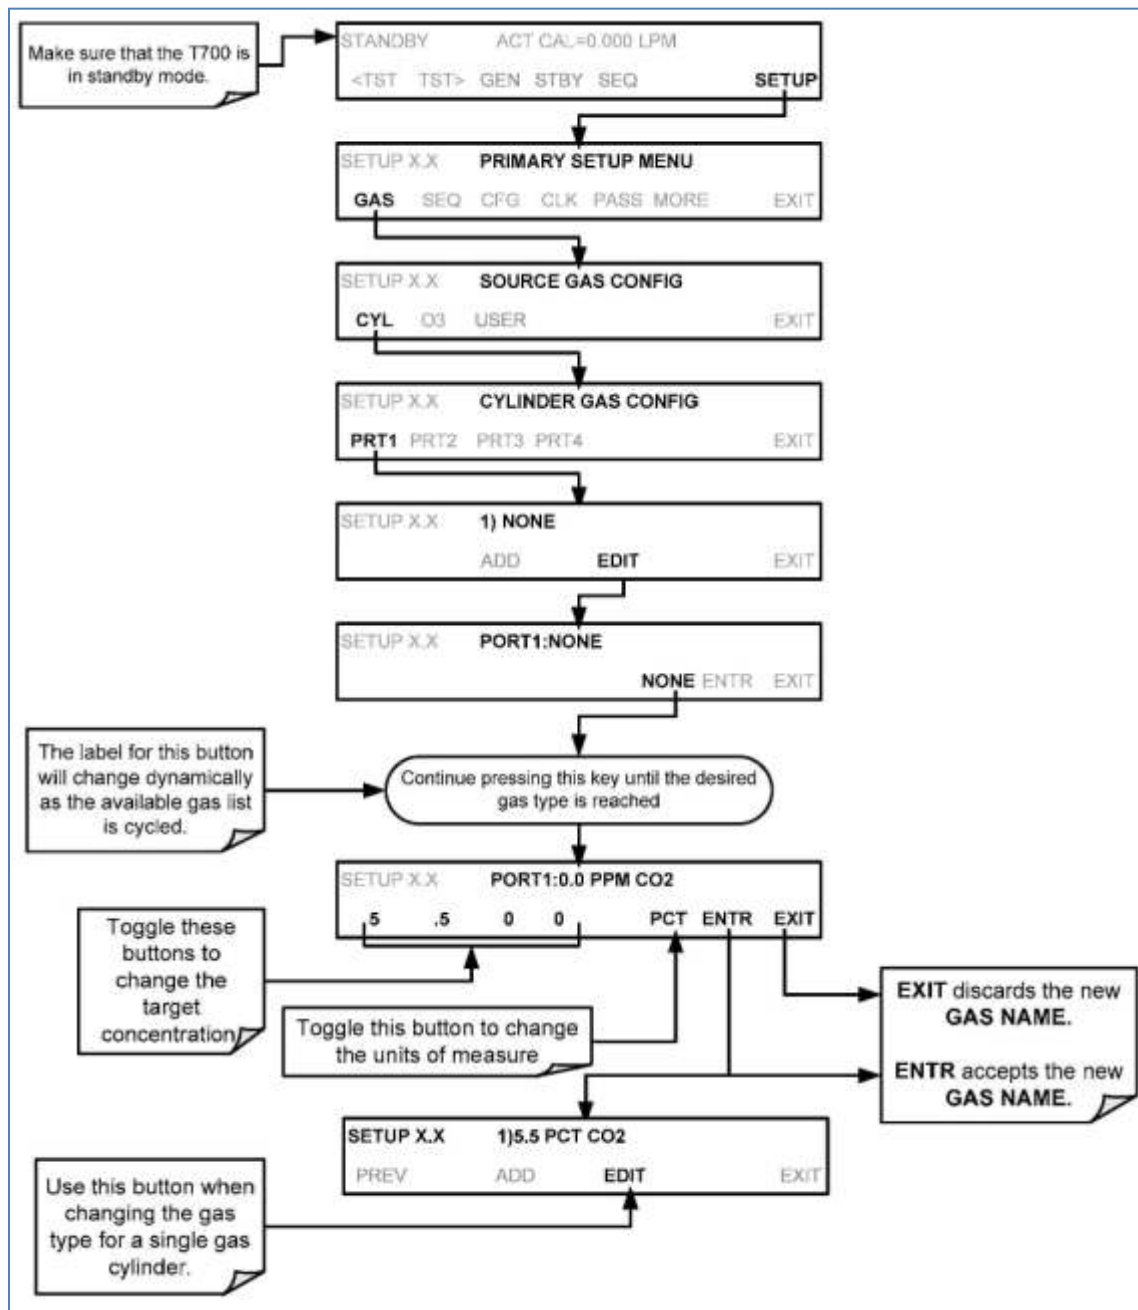 Make sure that the T700 is
in standby mode.
STANDBY ACT CAL=0.000 LPM
<TST TST> GEN STBY SEQ SETUP
SETUP X.X PRIMARY SETUP MENU
GAS SEQ CFG CLK PASS MORE EXIT
SETUP X.X SOURCE GAS CONFIG
CYL O3 USER EXIT
SETUP X.X CYLINDER GAS CONFIG
PRT1 PRT2 PRT3 PRT4 EXIT
SETUP X.X 1) NONE
ADD EDIT EXIT
SETUP X.X PORT1:NONE
NONE ENTR EXIT
The label for this button
will change dynamically
as the available gas list
is cycled.
Continue pressing this key until the desired
gas type is reached
SETUP X.X PORT1:0.0 PPM CO2
5 .5 0 0 PCT ENTR EXIT
Toggle these
buttons to
change the
target
concentration
Toggle this button to change
the units of measure
EXIT discards the new
GAS NAME.
ENTR accepts the new
GAS NAME.
SETUP X.X 1)5.5 PCT CO2
PREV ADD EDIT EXIT
Use this button when
changing the gas
type for a single gas
cylinder.